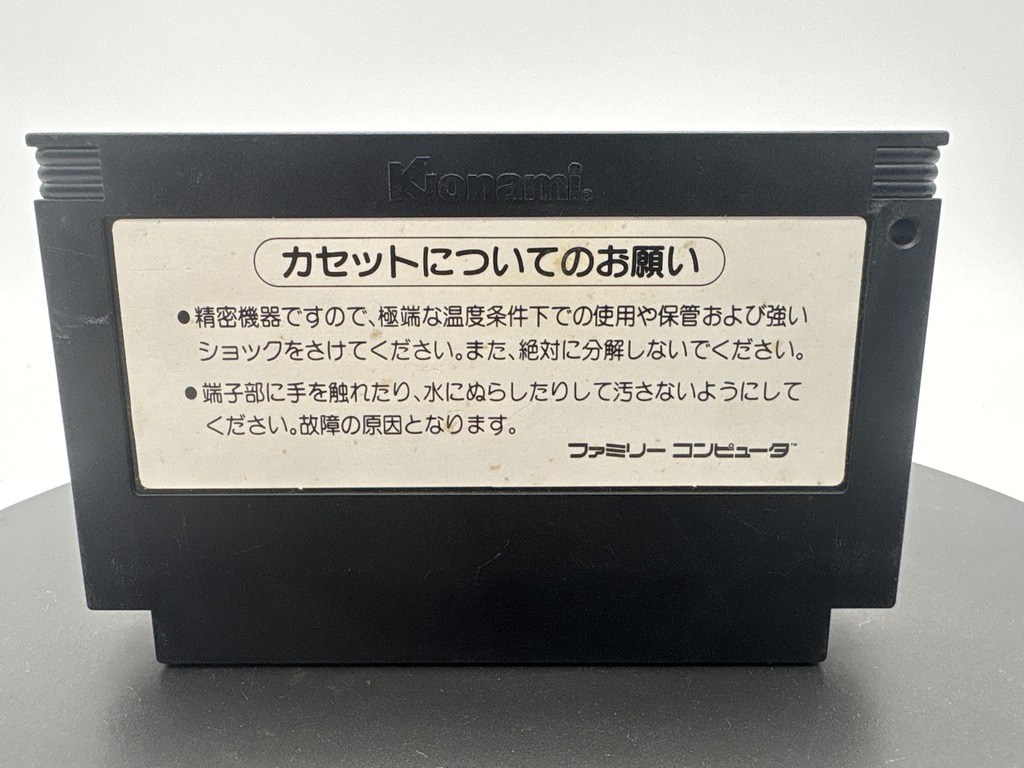 Konami®
カセットについてのお願い
●精密機器ですので、極端な温度条件下での使用や保管および強い
ショックをさけてください。また、絶対に分解しないでください。
●端子部に手を触れたり、水にぬらしたりして汚さないようにして
ください。故障の原因となります。
ファミリー コンピュータ™